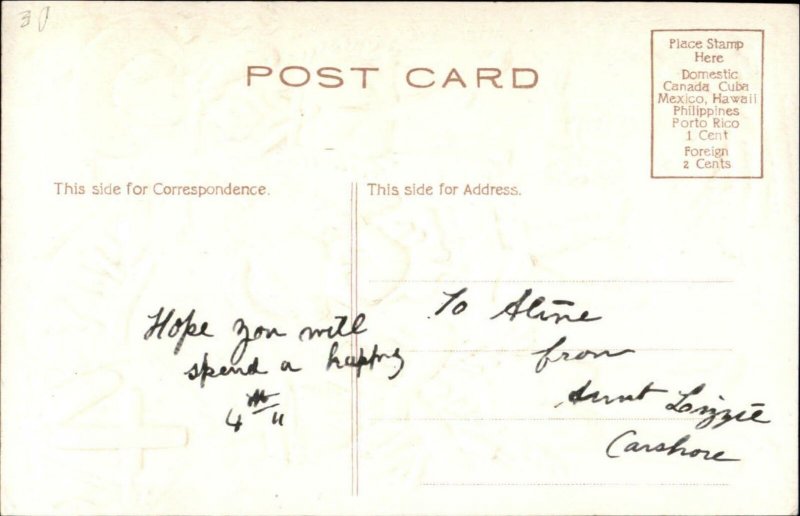 30
POST CARD
Place Stamp
Here
Domestic
Canada Cuba
Mexico, Hawaii
Philippines
Porto Rico
1 Cent
Foreign
2 Cents
This side for Correspondence.
This side for Address.
Hope you will
spend a happy
4th
To Aline
from
Aunt Lizzie
Carshore